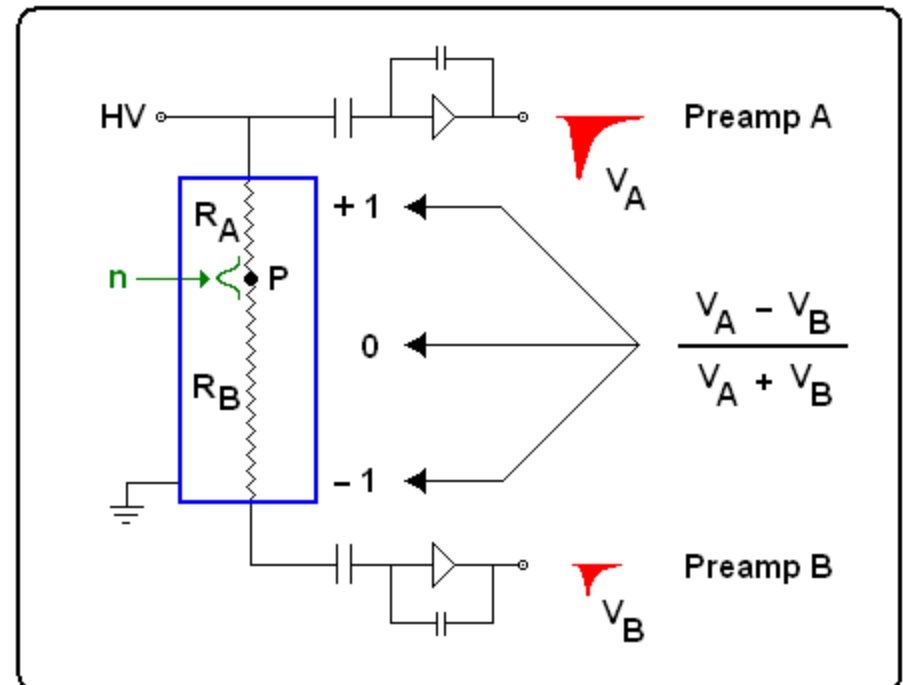 HV
Preamp A
V_A
+ 1
R_A
n
P
V_A – V_B
0
V_A + V_B
R_B
– 1
Preamp B
V_B